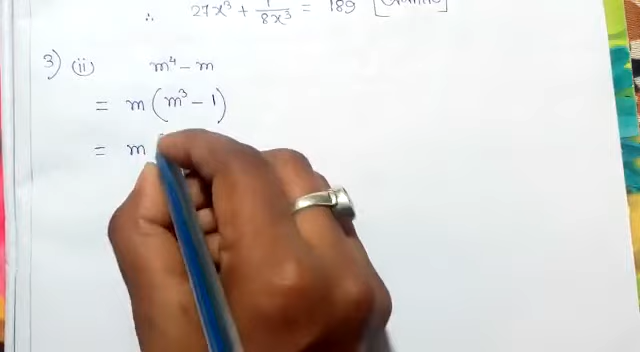 ∴ 27x³ + 1/8x³ = 189
3) (ii) m⁴ - m
= m (m³ - 1)
= m